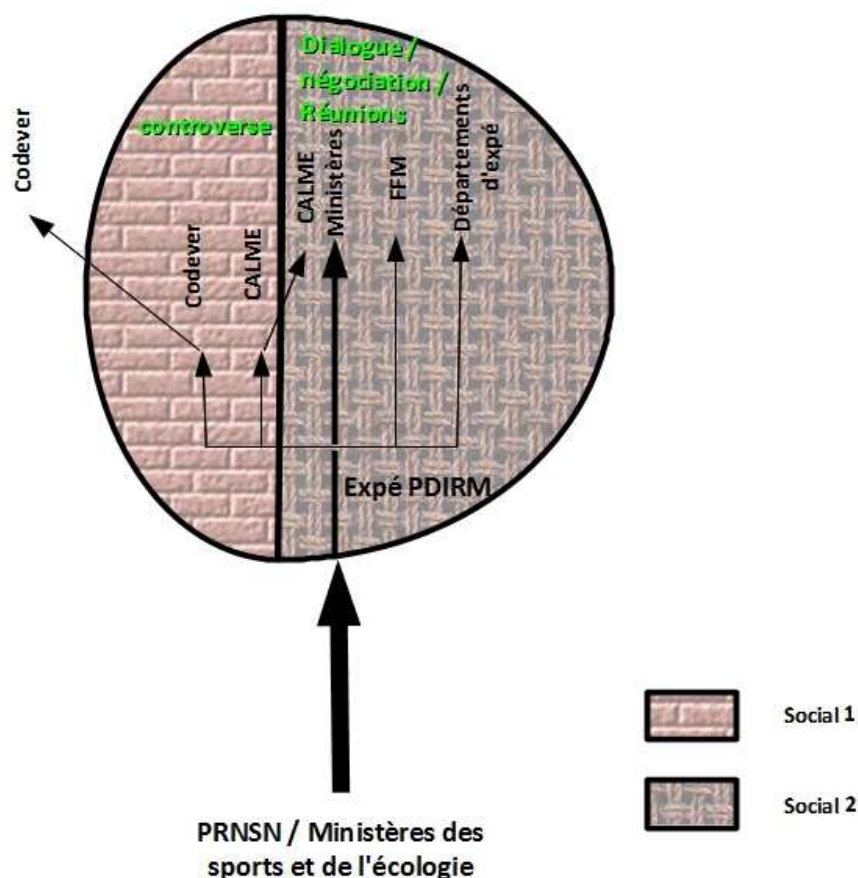 Dialogue /
négociation /
Réunions
controverse
Codever
Codever
CALME
CALME
Ministères
FFM
Départements
d'expé
Expé PDIRM
PRNSN / Ministères des
sports et de l'écologie
Social 1
Social 2